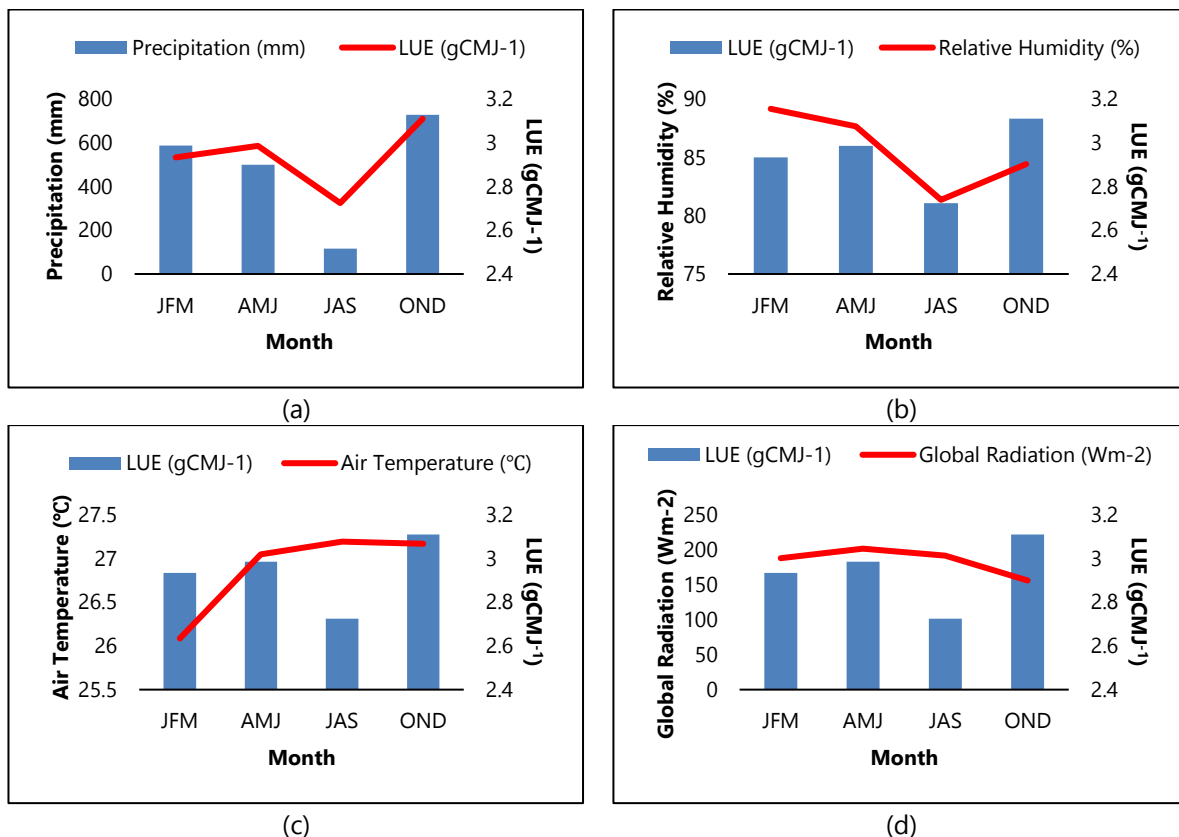 Precipitation (mm) LUE (gCMJ-1)
Precipitation (mm)
800
600
400
200
0
3.2
3
2.8
2.6
2.4
LUE (gCMJ-1)
JFM AMJ JAS OND
Month
(a)
LUE (gCMJ-1) Relative Humidity (%)
Relative Humidity (%)
90
85
80
75
3.2
3
2.8
2.6
2.4
LUE (gCMJ⁻¹)
JFM AMJ JAS OND
Month
(b)
LUE (gCMJ-1) Air Temperature (℃)
Air Temperature (℃)
27.5
27
26.5
26
25.5
3.2
3
2.8
2.6
2.4
LUE (gCMJ⁻¹)
JFM AMJ JAS OND
Month
(c)
LUE (gCMJ-1) Global Radiation (Wm-2)
Global Radiation (Wm-2)
250
200
150
100
50
0
3.2
3
2.8
2.6
2.4
LUE (gCMJ⁻¹)
JFM AMJ JAS OND
Month
(d)